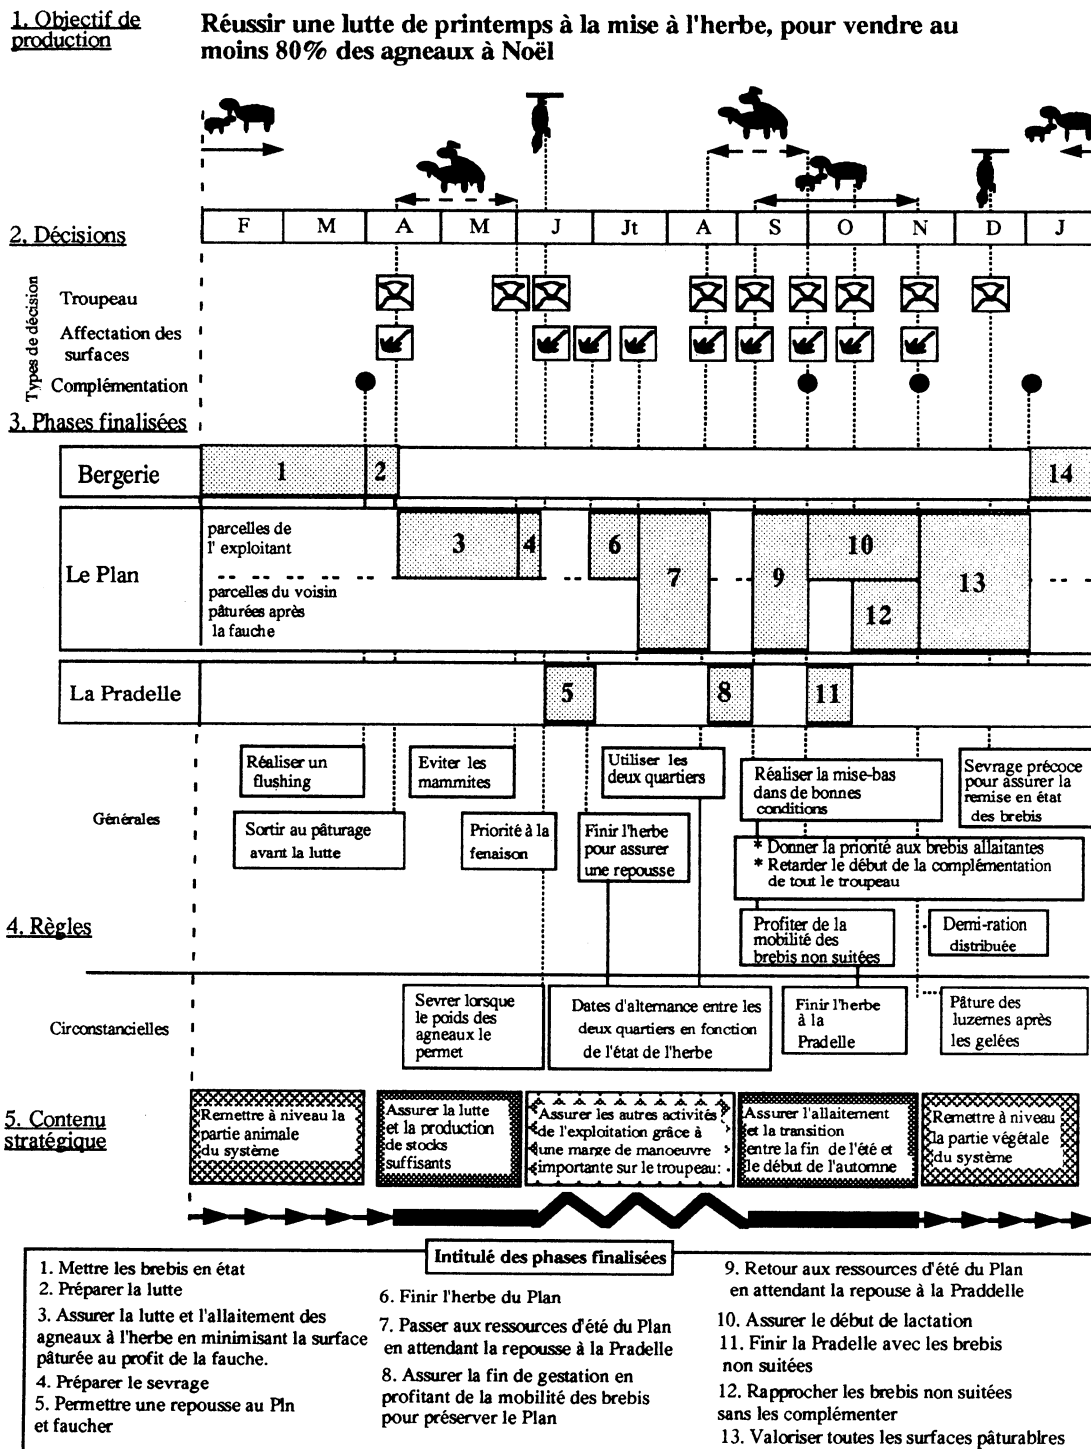 1. Objectif de
production
Réussir une lutte de printemps à la mise à l'herbe, pour vendre au
moins 80% des agneaux à Noël
2. Décisions
F M A M J Jt A S O N D J
Types de décision
Troupeau
Affectation des
surfaces
Complémentation
3. Phases finalisées
Bergerie
1 2 14
Le Plan
parcelles de
l' exploitant
3 4 6 7 9 10 13
parcelles du voisin
pâturées après
la fauche
12
La Pradelle
5 8 11
4. Règles
Générales
Réaliser un
flushing
Eviter les
mammites
Utiliser les
deux quartiers
Réaliser la mise-bas
dans de bonnes
conditions
Sevrage précoce
pour assurer la
remise en état
des brebis
Sortir au pâturage
avant la lutte
Priorité à la
fenaison
Finir l'herbe
pour assurer
une repousse
* Donner la priorité aux brebis allaitantes
* Retarder le début de la complémentation
de tout le troupeau
Profiter de la
mobilité des
brebis non suitées
Demi-ration
distribuée
Circonstancielles
Sevrer lorsque
le poids des
agneaux le
permet
Dates d'alternance entre les
deux quartiers en fonction
de l'état de l'herbe
Finir l'herbe
à la
Pradelle
Pâture des
luzernes après
les gelées
5. Contenu
stratégique
Remettre à niveau la
partie animale
du système
Assurer la lutte
et la production
de stocks
suffisants
Assurer les autres activités
de l'exploitation grâce à
une marge de manoeuvre
importante sur le troupeau:
Assurer l'allaitement
et la transition
entre la fin de l'été et
le début de l'automne
Remettre à niveau
la partie végétale
du système
Intitulé des phases finalisées
1. Mettre les brebis en état
2. Préparer la lutte
3. Assurer la lutte et l'allaitement des
agneaux à l'herbe en minimisant la surface
pâturée au profit de la fauche.
4. Préparer le sevrage
5. Permettre une repousse au Pln
et faucher
6. Finir l'herbe du Plan
7. Passer aux ressources d'été du Plan
en attendant la repousse à la Pradelle
8. Assurer la fin de gestation en
profitant de la mobilité des brebis
pour préserver le Plan
9. Retour aux ressources d'été du Plan
en attendant la repouse à la Praddelle
10. Assurer le début de lactation
11. Finir la Pradelle avec les brebis
non suitées
12. Rapprocher les brebis non suitées
sans les complémenter
13. Valoriser toutes les surfaces pâturablres